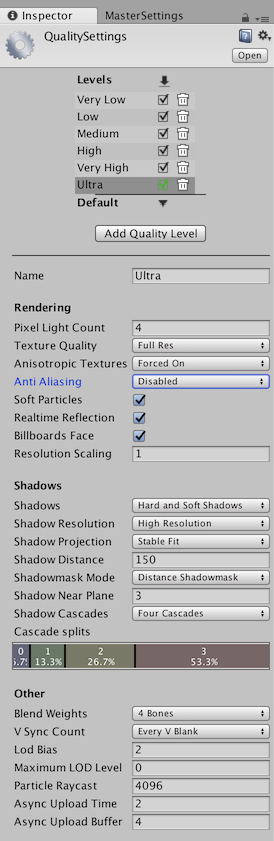 Inspector MasterSettings
QualitySettings
Open
Levels
Very Low
Low
Medium
High
Very High
Ultra
Default
Add Quality Level
Name Ultra
Rendering
Pixel Light Count 4
Texture Quality Full Res
Anisotropic Textures Forced On
Anti Aliasing Disabled
Soft Particles
Realtime Reflection
Billboards Face
Resolution Scaling 1
Shadows
Shadows Hard and Soft Shadows
Shadow Resolution High Resolution
Shadow Projection Stable Fit
Shadow Distance 150
Shadowmask Mode Distance Shadowmask
Shadow Near Plane 3
Shadow Cascades Four Cascades
Cascade splits
0 1 2 3
.7% 13.3% 26.7% 53.3%
Other
Blend Weights 4 Bones
V Sync Count Every V Blank
Lod Bias 2
Maximum LOD Level 0
Particle Raycast 4096
Async Upload Time 2
Async Upload Buffer 4